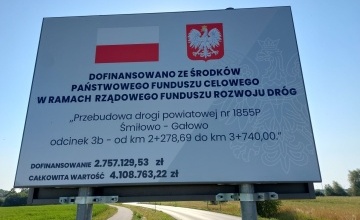 DOFINANSOWANO ZE ŚRODKÓW
PAŃSTWOWEGO FUNDUSZU CELOWEGO
W RAMACH RZĄDOWEGO FUNDUSZU ROZWOJU DRÓG
„Przebudowa drogi powiatowej nr 1855P
Śmiłowo - Gałowo
odcinek 3b - od km 2+278,69 do km 3+740,00.”
DOFINANSOWANIE 2.757.129,53 zł
CAŁKOWITA WARTOŚĆ 4.108.763,22 zł